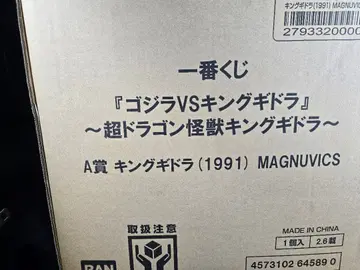 キングギドラ(1991) MAGNUVICS
2793320000
一番くじ
『ゴジラVSキングギドラ』
～超ドラゴン怪獣キングギドラ～
A賞 キングギドラ(1991) MAGNUVICS
取扱注意
MADE IN CHINA
1個入 2.6載
4573102 64589 0
BAN